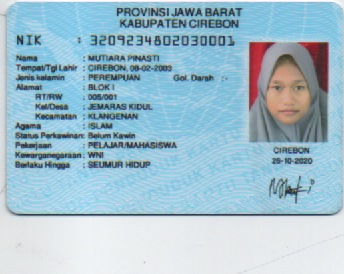 PROVINSI JAWA BARAT
KABUPATEN CIREBON
NIK : 3209234802030001
Nama : MUTIARA PINASTI
Tempat/Tgl Lahir : CIREBON, 08-02-2003
Jenis kelamin : PEREMPUAN Gol. Darah :-
Alamat : BLOK I
RT/RW : 005/001
Kel/Desa : JEMARAS KIDUL
Kecamatan : KLANGENAN
Agama : ISLAM
Status Perkawinan: Belum Kawin
Pekerjaan : PELAJAR/MAHASISWA
Kewarganegaraan: WNI
Berlaku Hingga : SEUMUR HIDUP
CIREBON
26-10-2020